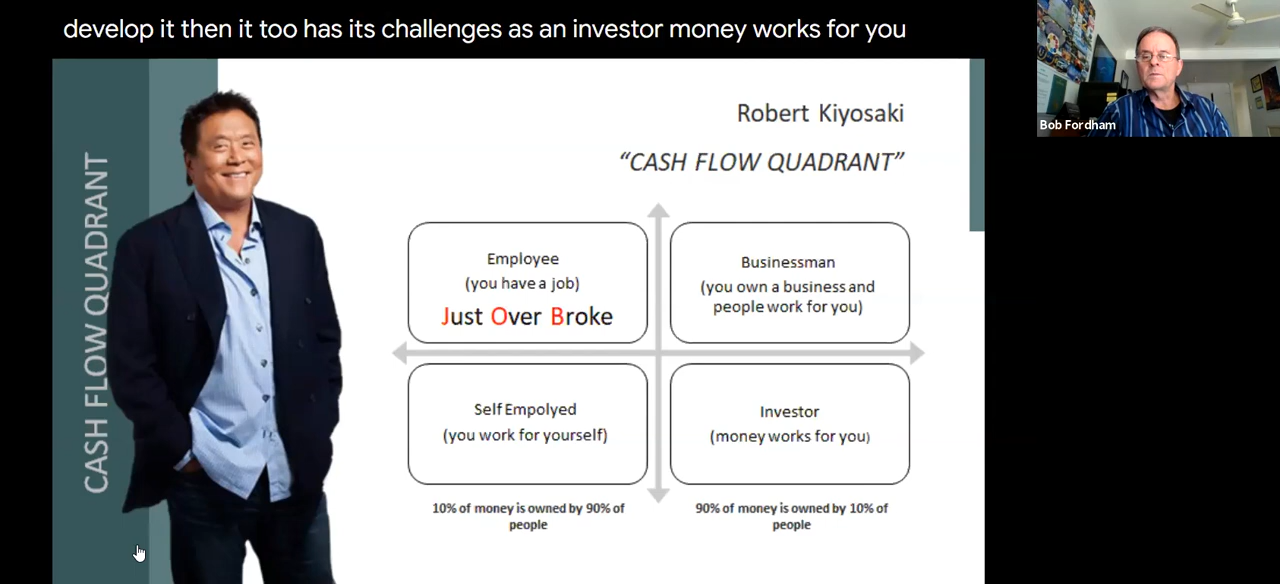 develop it then it too has its challenges as an investor money works for you
Bob Fordham
CASH FLOW QUADRANT
Robert Kiyosaki
“CASH FLOW QUADRANT”
Employee
(you have a job)
Just Over Broke
Businessman
(you own a business and
people work for you)
Self Empolyed
(you work for yourself)
Investor
(money works for you)
10% of money is owned by 90% of
people
90% of money is owned by 10% of
people